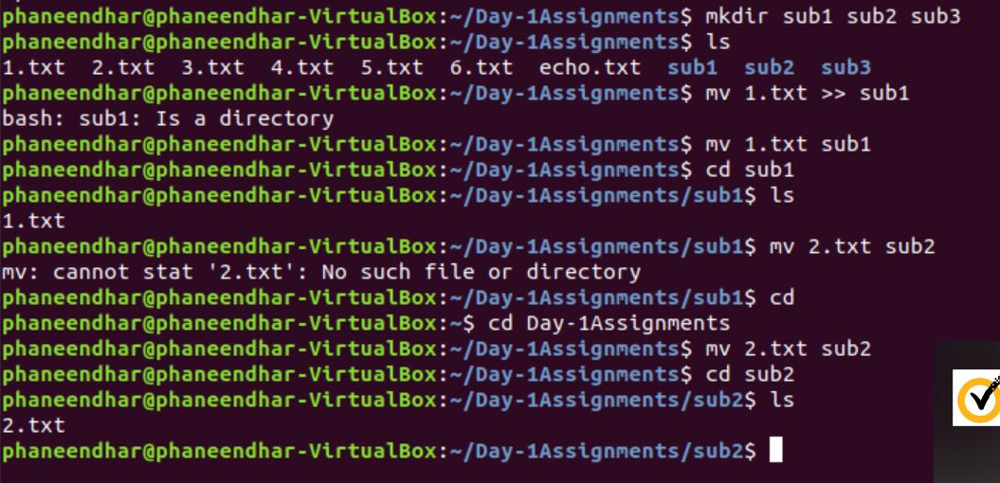 phaneendhar@phaneendhar-VirtualBox:~/Day-1Assignments$ mkdir sub1 sub2 sub3
phaneendhar@phaneendhar-VirtualBox:~/Day-1Assignments$ ls
1.txt  2.txt  3.txt  4.txt  5.txt  6.txt  echo.txt  sub1  sub2  sub3
phaneendhar@phaneendhar-VirtualBox:~/Day-1Assignments$ mv 1.txt >> sub1
bash: sub1: Is a directory
phaneendhar@phaneendhar-VirtualBox:~/Day-1Assignments$ mv 1.txt sub1
phaneendhar@phaneendhar-VirtualBox:~/Day-1Assignments$ cd sub1
phaneendhar@phaneendhar-VirtualBox:~/Day-1Assignments/sub1$ ls
1.txt
phaneendhar@phaneendhar-VirtualBox:~/Day-1Assignments/sub1$ mv 2.txt sub2
mv: cannot stat '2.txt': No such file or directory
phaneendhar@phaneendhar-VirtualBox:~/Day-1Assignments/sub1$ cd
phaneendhar@phaneendhar-VirtualBox:~$ cd Day-1Assignments
phaneendhar@phaneendhar-VirtualBox:~/Day-1Assignments$ mv 2.txt sub2
phaneendhar@phaneendhar-VirtualBox:~/Day-1Assignments$ cd sub2
phaneendhar@phaneendhar-VirtualBox:~/Day-1Assignments/sub2$ ls
2.txt
phaneendhar@phaneendhar-VirtualBox:~/Day-1Assignments/sub2$